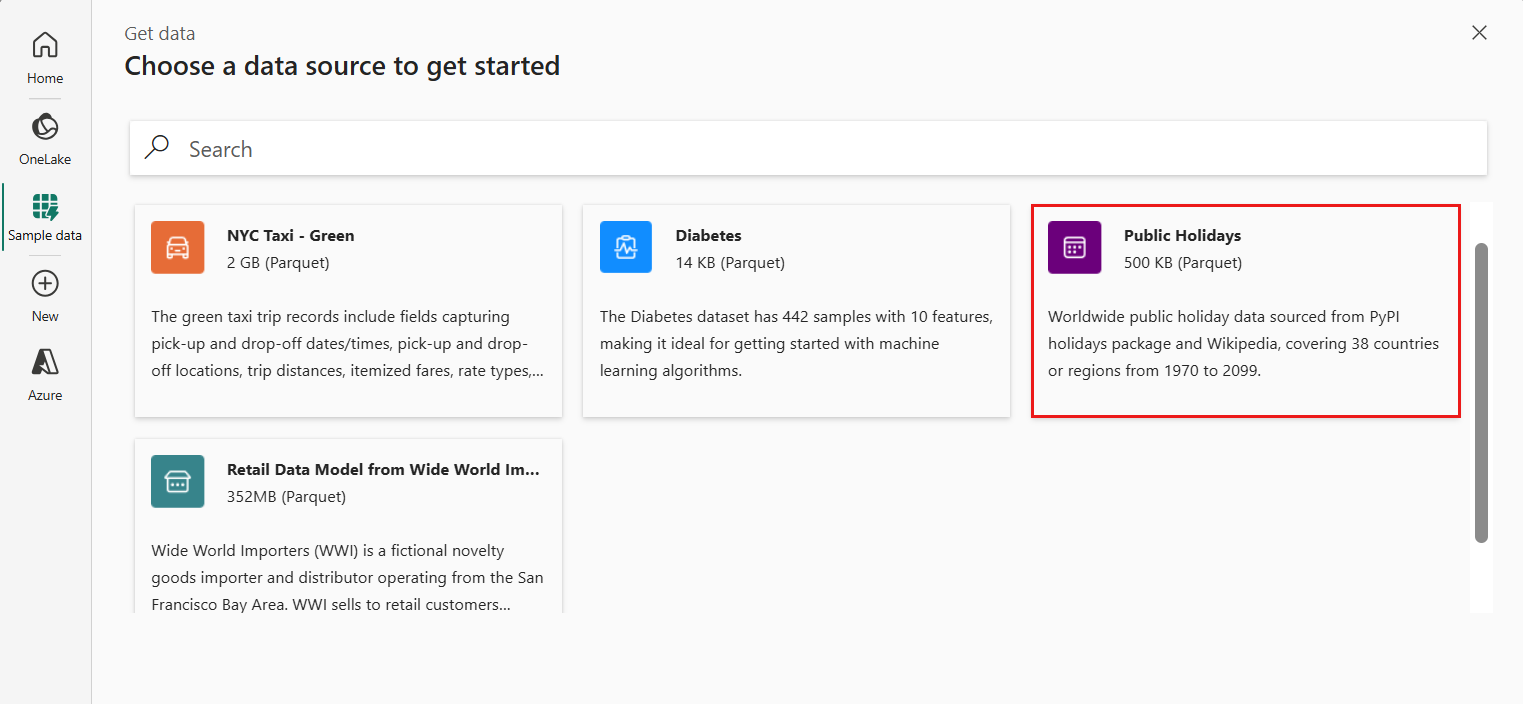 Get data
Choose a data source to get started
Home
OneLake
Sample data
New
Azure
Search
NYC Taxi - Green
2 GB (Parquet)
The green taxi trip records include fields capturing
pick-up and drop-off dates/times, pick-up and drop-
off locations, trip distances, itemized fares, rate types,...
Diabetes
14 KB (Parquet)
The Diabetes dataset has 442 samples with 10 features,
making it ideal for getting started with machine
learning algorithms.
Public Holidays
500 KB (Parquet)
Worldwide public holiday data sourced from PyPI
holidays package and Wikipedia, covering 38 countries
or regions from 1970 to 2099.
Retail Data Model from Wide World Im...
352MB (Parquet)
Wide World Importers (WWI) is a fictional novelty
goods importer and distributor operating from the San
Francisco Bay Area. WWI sells to retail customers...